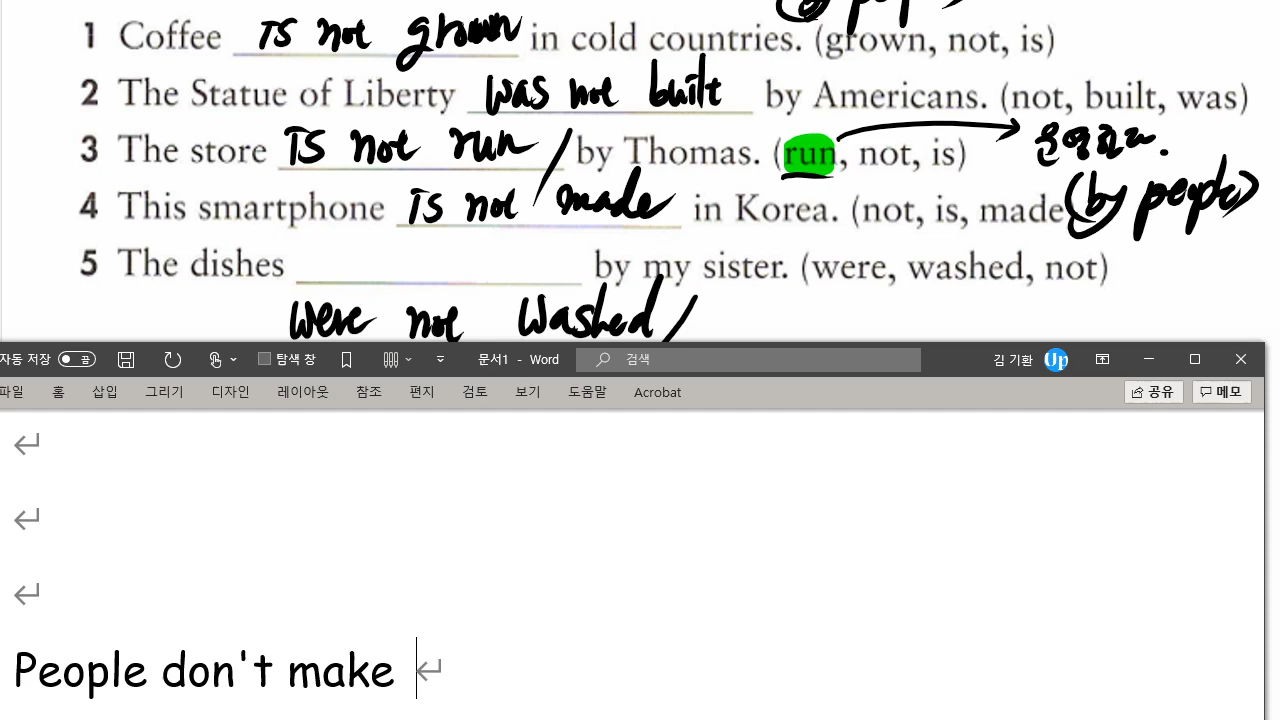 1 Coffee is not grown in cold countries. (grown, not, is)
2 The Statue of Liberty was not built by Americans. (not, built, was)
3 The store is not run / by Thomas. (run, not, is) 운영하다.
4 This smartphone is not made in Korea. (not, is, made (by people)
5 The dishes by my sister. (were, washed, not)
were not washed /
자동 저장 끔 탐색 창 문서1 - Word 검색 김 기환 Up
파일 홈 삽입 그리기 디자인 레이아웃 참조 편지 검토 보기 도움말 Acrobat 공유 메모
People don't make